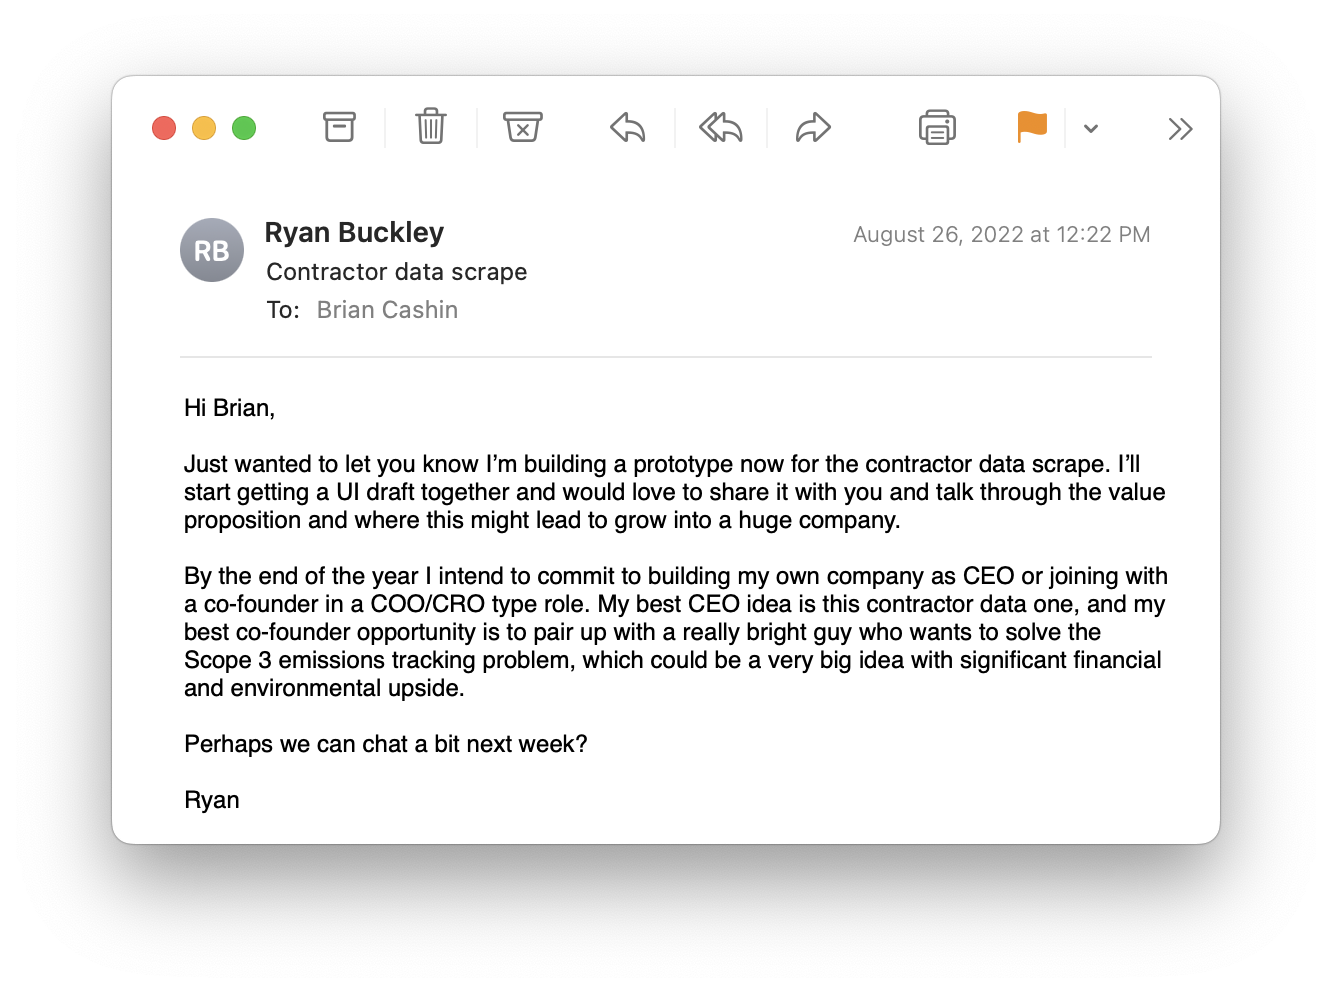 RB
Ryan Buckley
August 26, 2022 at 12:22 PM
Contractor data scrape
To: Brian Cashin
Hi Brian,
Just wanted to let you know I’m building a prototype now for the contractor data scrape. I’ll
start getting a UI draft together and would love to share it with you and talk through the value
proposition and where this might lead to grow into a huge company.
By the end of the year I intend to commit to building my own company as CEO or joining with
a co-founder in a COO/CRO type role. My best CEO idea is this contractor data one, and my
best co-founder opportunity is to pair up with a really bright guy who wants to solve the
Scope 3 emissions tracking problem, which could be a very big idea with significant financial
and environmental upside.
Perhaps we can chat a bit next week?
Ryan